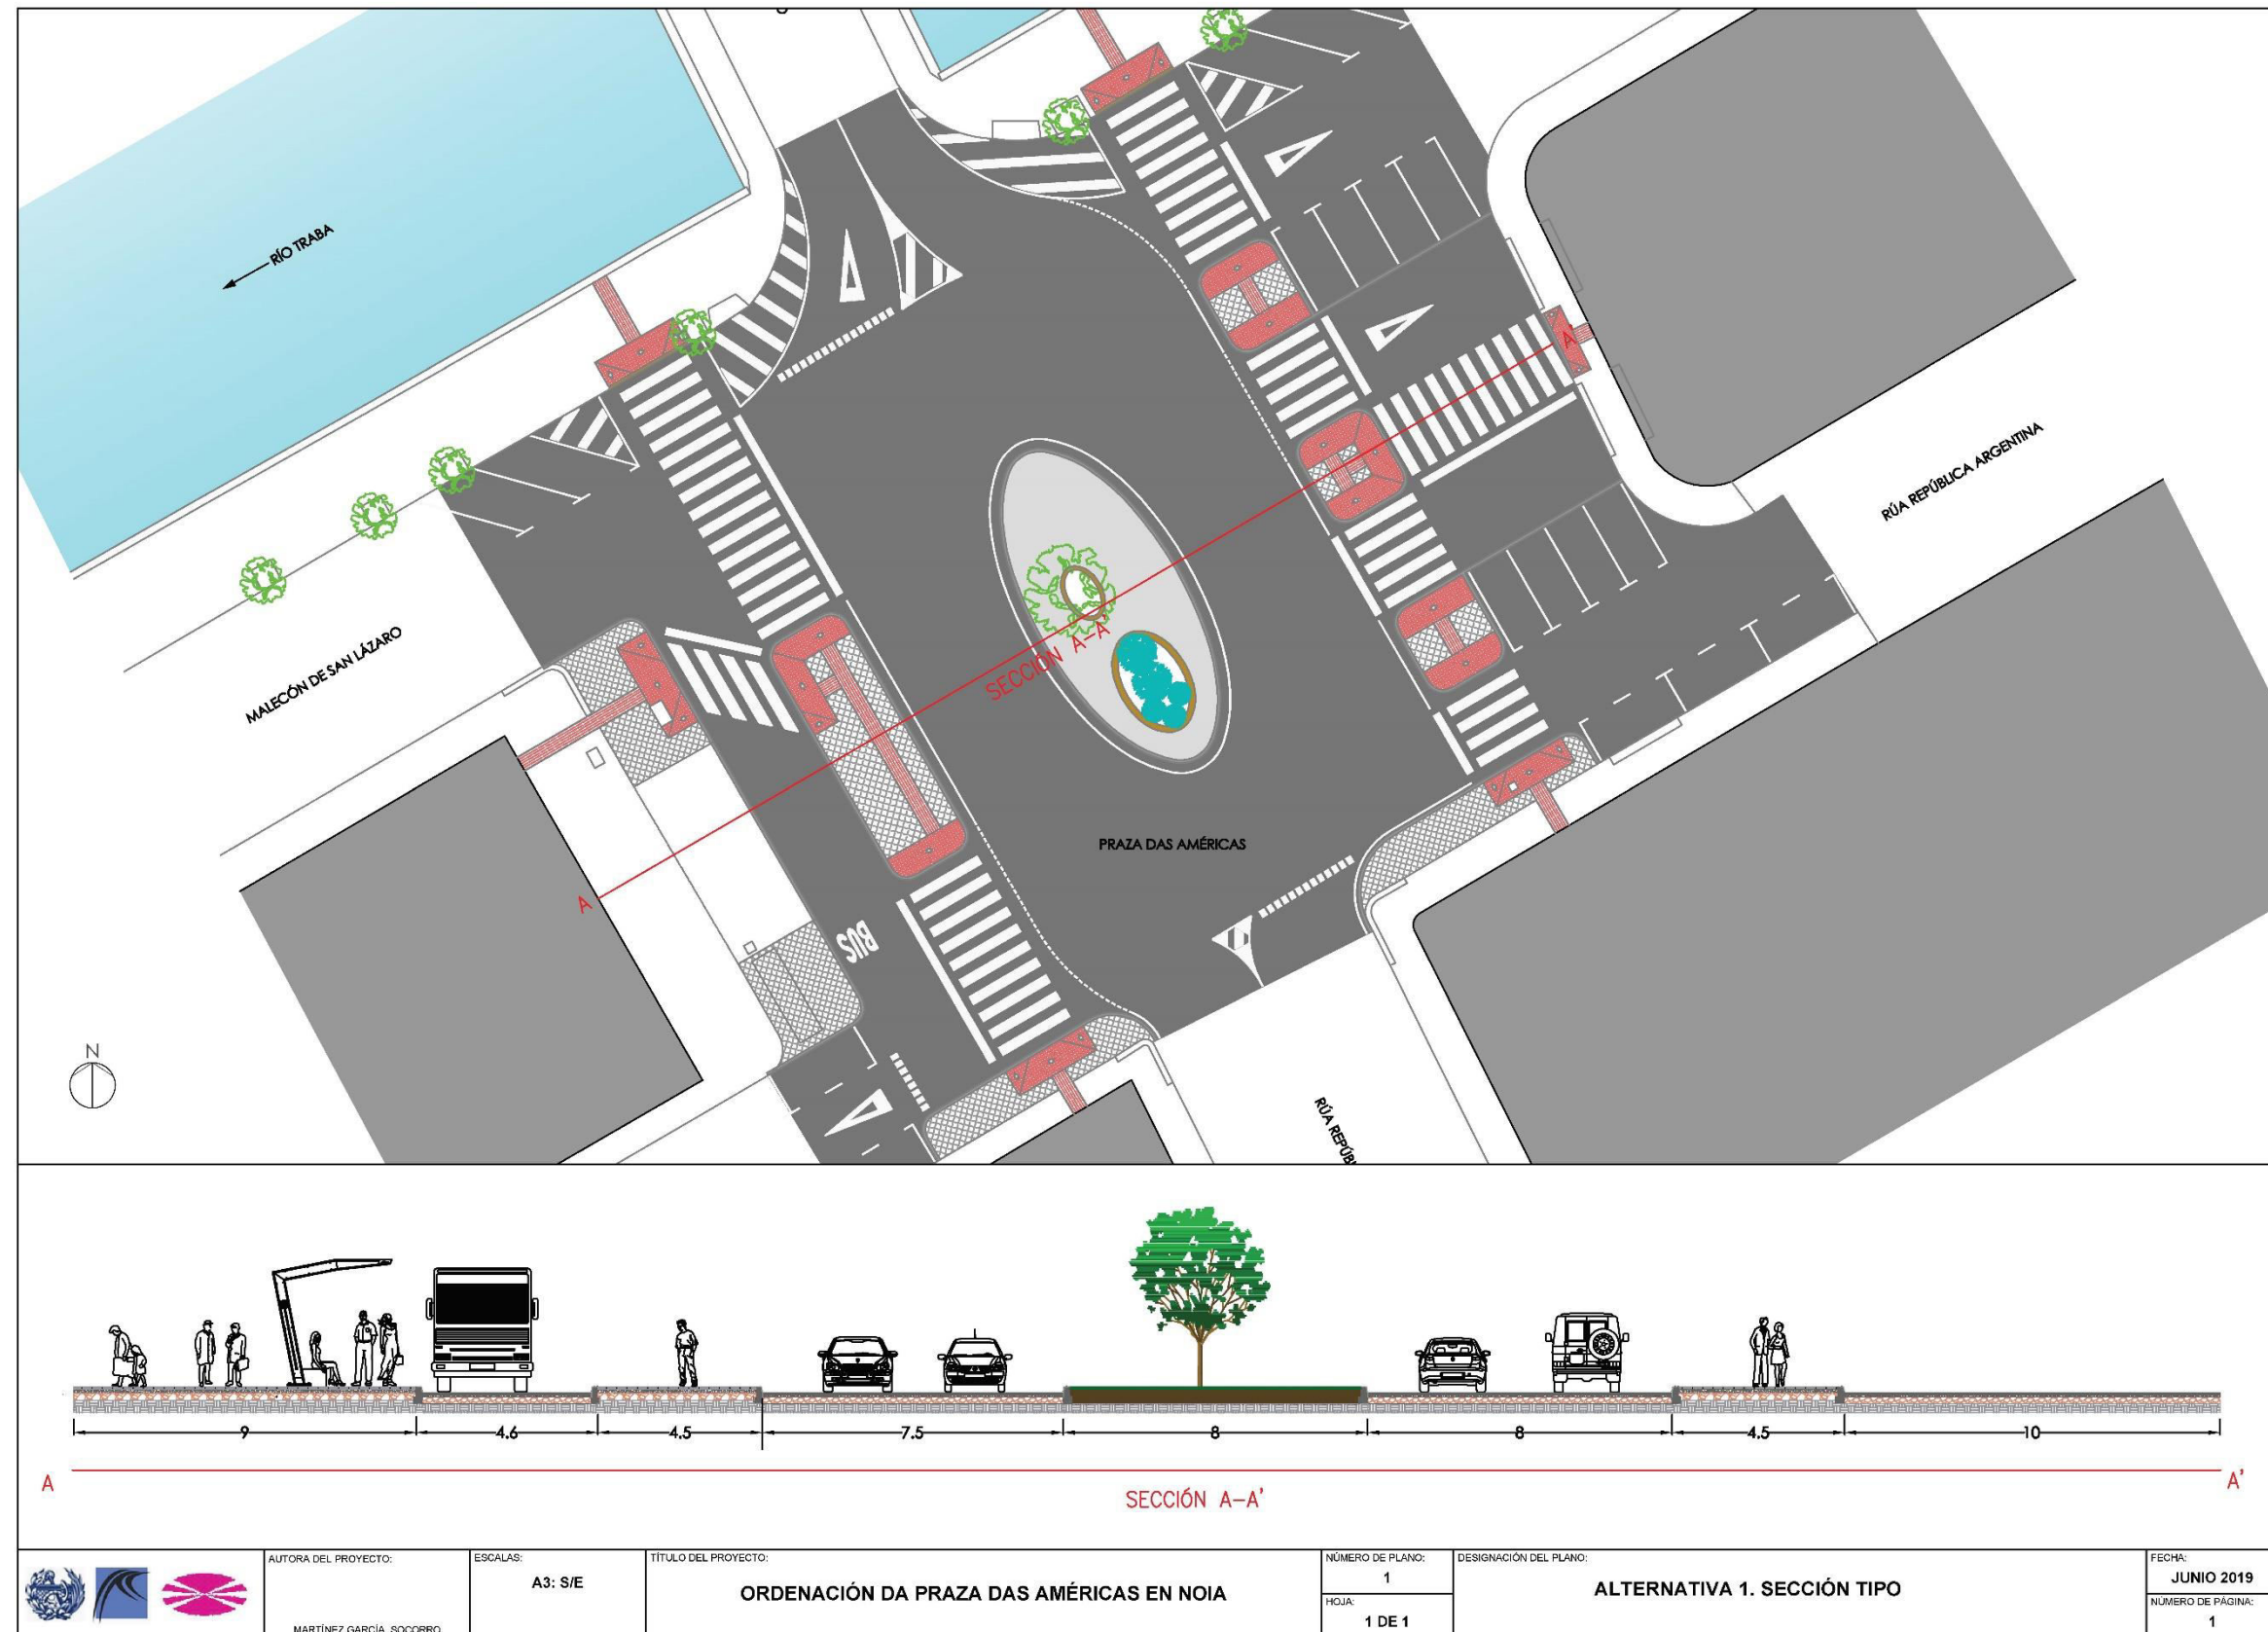 RÍO TRABA
MALECÓN DE SAN LÁZARO
RÚA REPÚBLICA ARGENTINA
A'
SECCIÓN A-A'
PRAZA DAS AMÉRICAS
A
BUS
N
RÚA
9
4.6
4.5
7.5
8
8
4.5
10
A
A'
SECCIÓN A-A'
AUTORA DEL PROYECTO:
MARTÍNEZ GARCÍA, SOCORRO
ESCALAS:
A3: S/E
TÍTULO DEL PROYECTO:
ORDENACIÓN DA PRAZA DAS AMÉRICAS EN NOIA
NÚMERO DE PLANO:
1
HOJA:
1 DE 1
DESIGNACIÓN DEL PLANO:
ALTERNATIVA 1. SECCIÓN TIPO
FECHA:
JUNIO 2019
NÚMERO DE PÁGINA:
1